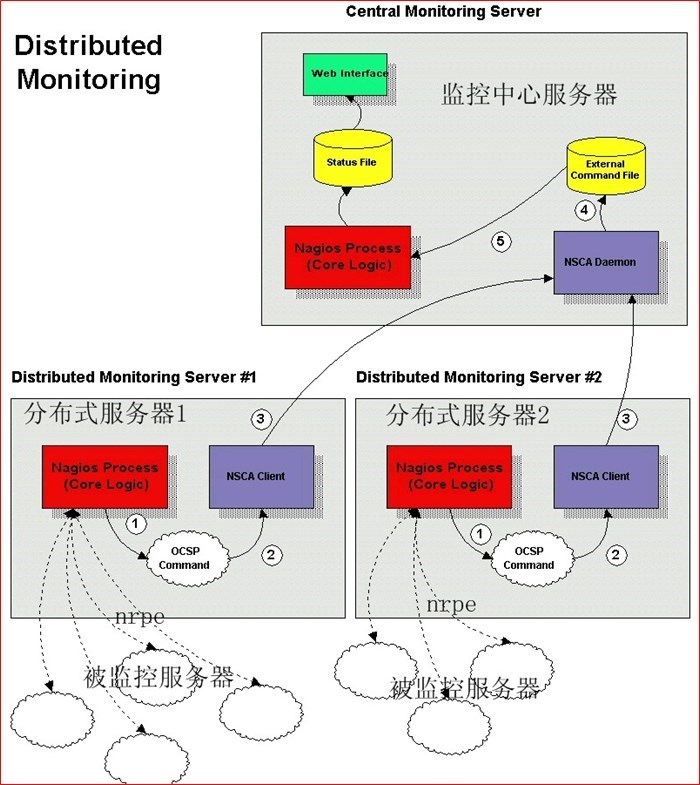 Central Monitoring Server
Distributed
Monitoring
Web Interface
监控中心服务器
Status File
External
Command File
4
5
Nagios Process
(Core Logic)
NSCA Daemon
Distributed Monitoring Server #1
分布式服务器1
3
Nagios Process
(Core Logic)
NSCA Client
1
OCSP
Command
2
nrpe
被监控服务器
Distributed Monitoring Server #2
分布式服务器2
3
Nagios Process
(Core Logic)
NSCA Client
1
OCSP
Command
2
nrpe
被监控服务器